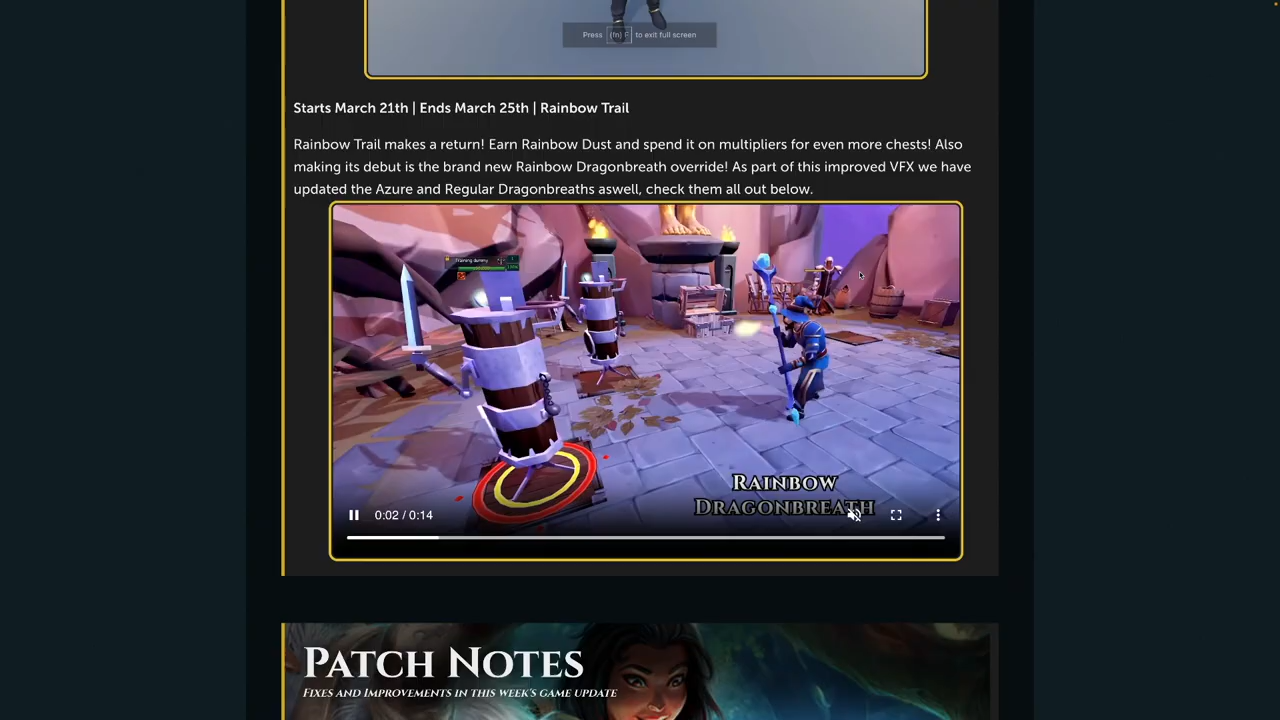 Press (fn) F to exit full screen
Starts March 21th | Ends March 25th | Rainbow Trail
Rainbow Trail makes a return! Earn Rainbow Dust and spend it on multipliers for even more chests! Also
making its debut is the brand new Rainbow Dragonbreath override! As part of this improved VFX we have
updated the Azure and Regular Dragonbreaths aswell, check them all out below.
Training dummy
Rainbow
Dragonbreath
0:02 / 0:14
Patch Notes
Fixes and Improvements in this week's game update